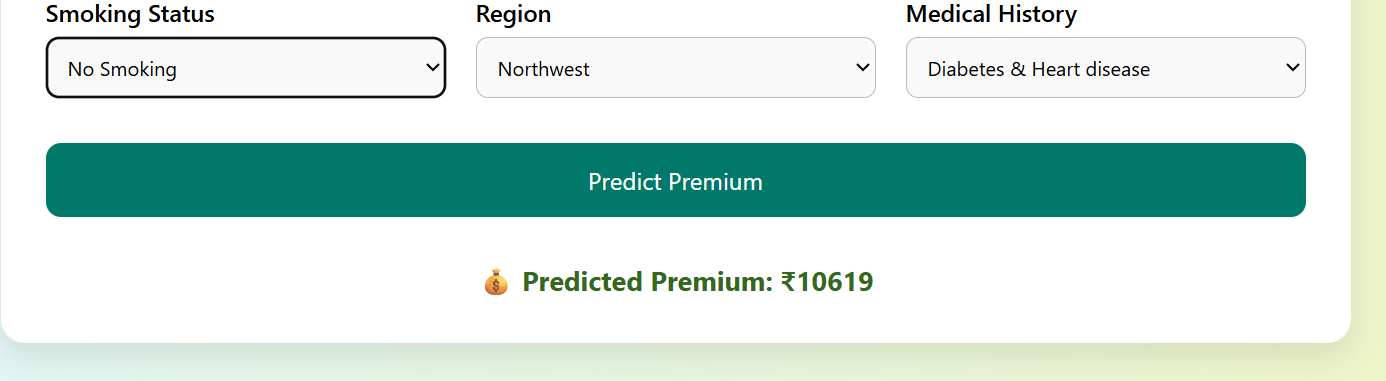 Smoking Status Region Medical History
No Smoking Northwest Diabetes & Heart disease
Predict Premium
Predicted Premium: ₹10619